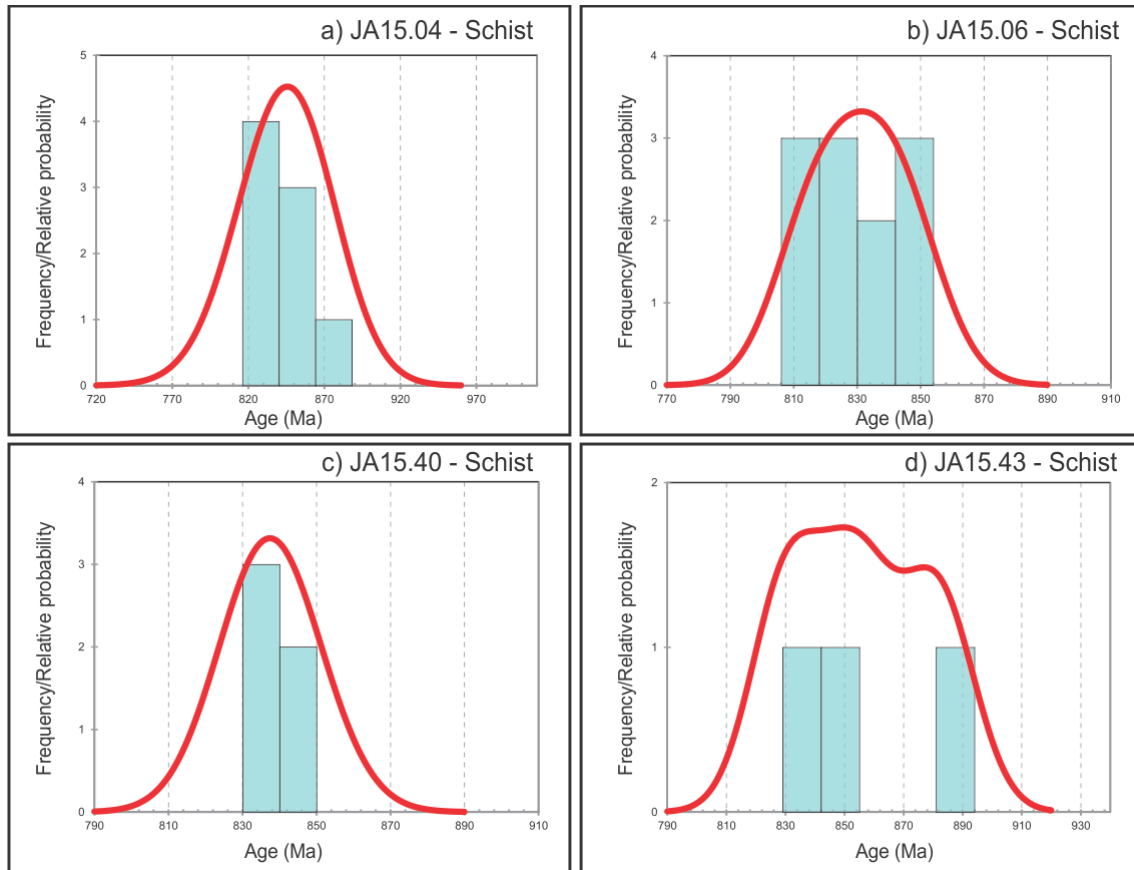 a) JA15.04 - Schist
Frequency/Relative probability
5
4
3
2
1
0
720 770 820 870 920 970
Age (Ma)
b) JA15.06 - Schist
Frequency/Relative probability
4
3
2
1
0
770 790 810 830 850 870 890 910
Age (Ma)
c) JA15.40 - Schist
Frequency/Relative probability
4
3
2
1
0
790 810 830 850 870 890 910
Age (Ma)
d) JA15.43 - Schist
Frequency/Relative probability
2
1
0
790 810 830 850 870 890 910 930
Age (Ma)